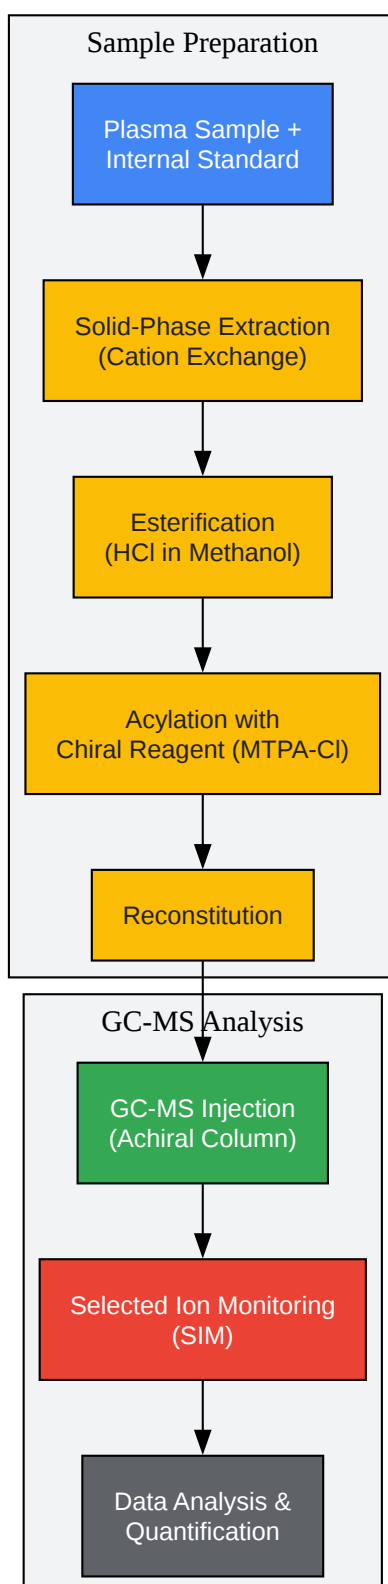 Sample Preparation
Plasma Sample +
Internal Standard
Solid-Phase Extraction
(Cation Exchange)
Esterification
(HCl in Methanol)
Acylation with
Chiral Reagent (MTPA-Cl)
Reconstitution
GC-MS Analysis
GC-MS Injection
(Achiral Column)
Selected Ion Monitoring
(SIM)
Data Analysis &
Quantification